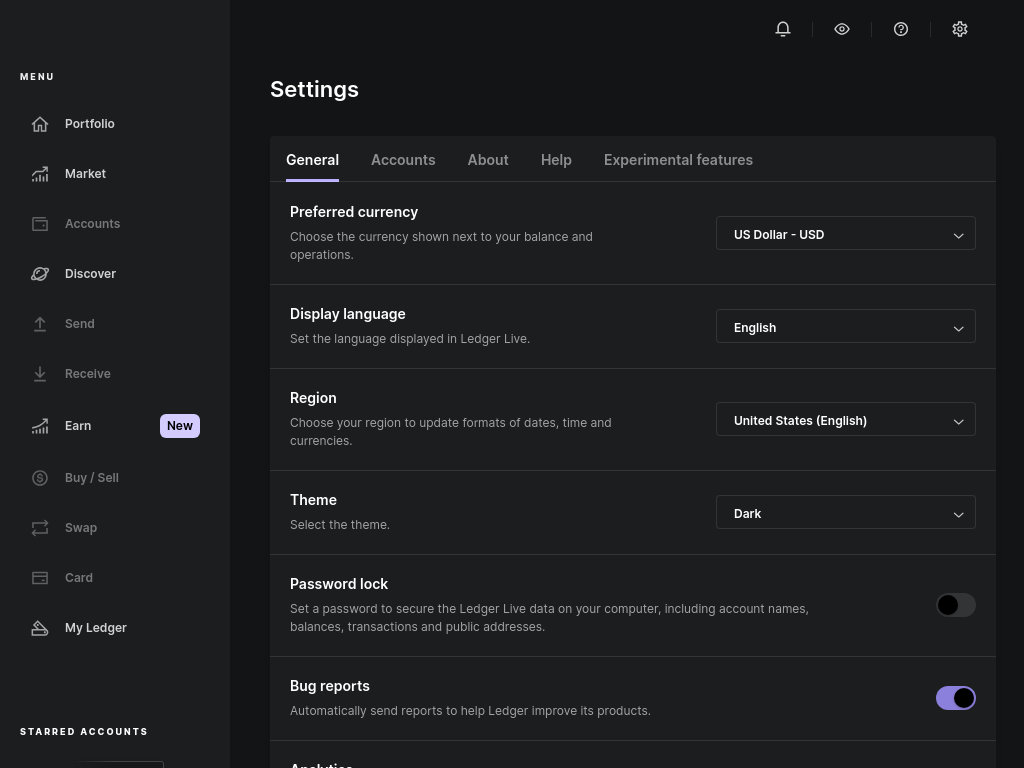 MENU
Portfolio
Market
Accounts
Discover
Send
Receive
Earn
New
Buy / Sell
Swap
Card
My Ledger
STARRED ACCOUNTS
Settings
General
Accounts
About
Help
Experimental features
Preferred currency
Choose the currency shown next to your balance and
operations.
US Dollar - USD
Display language
Set the language displayed in Ledger Live.
English
Region
Choose your region to update formats of dates, time and
currencies.
United States (English)
Theme
Select the theme.
Dark
Password lock
Set a password to secure the Ledger Live data on your computer, including account names,
balances, transactions and public addresses.
Bug reports
Automatically send reports to help Ledger improve its products.
Analytics